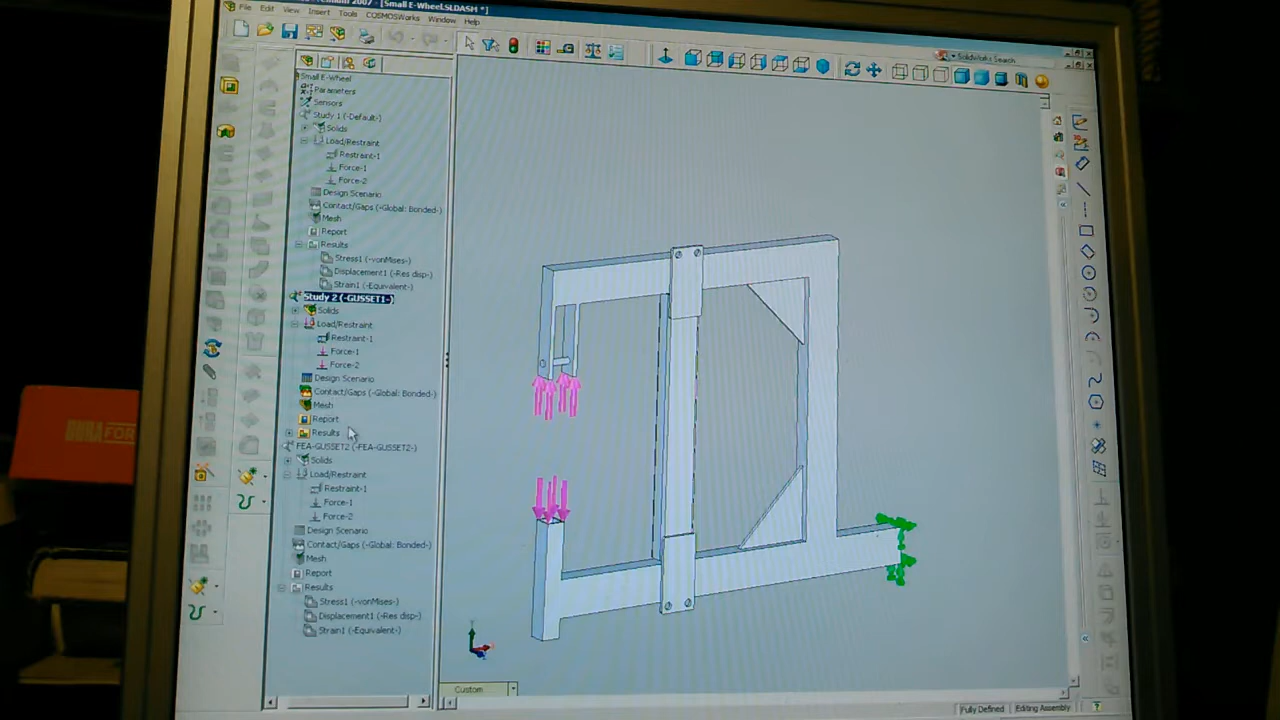 Premium 2007 - [Small E-Wheel.SLDASM *]
File Edit View Insert Tools COSMOSWorks Window Help
SolidWorks Search
Small E-Wheel
Parameters
Sensors
Study 1 (-Default-)
Solids
Load/Restraint
Restraint-1
Force-1
Force-2
Design Scenario
Contact/Gaps (-Global: Bonded-)
Mesh
Report
Results
Stress1 (-vonMises-)
Displacement1 (-Res disp-)
Strain1 (-Equivalent-)
Study 2 (-GUSSET1-)
Solids
Load/Restraint
Restraint-1
Force-1
Force-2
Design Scenario
Contact/Gaps (-Global: Bonded-)
Mesh
Report
Results
FEA-GUSSET2 (-FEA-GUSSET2-)
Solids
Load/Restraint
Restraint-1
Force-1
Force-2
Design Scenario
Contact/Gaps (-Global: Bonded-)
Mesh
Report
Results
Stress1 (-vonMises-)
Displacement1 (-Res disp-)
Strain1 (-Equivalent-)
Custom
Fully Defined Editing Assembly